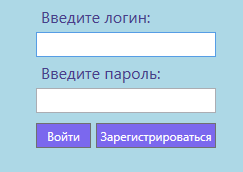 Введите логин:
Введите пароль:
Войти Зарегистрироваться